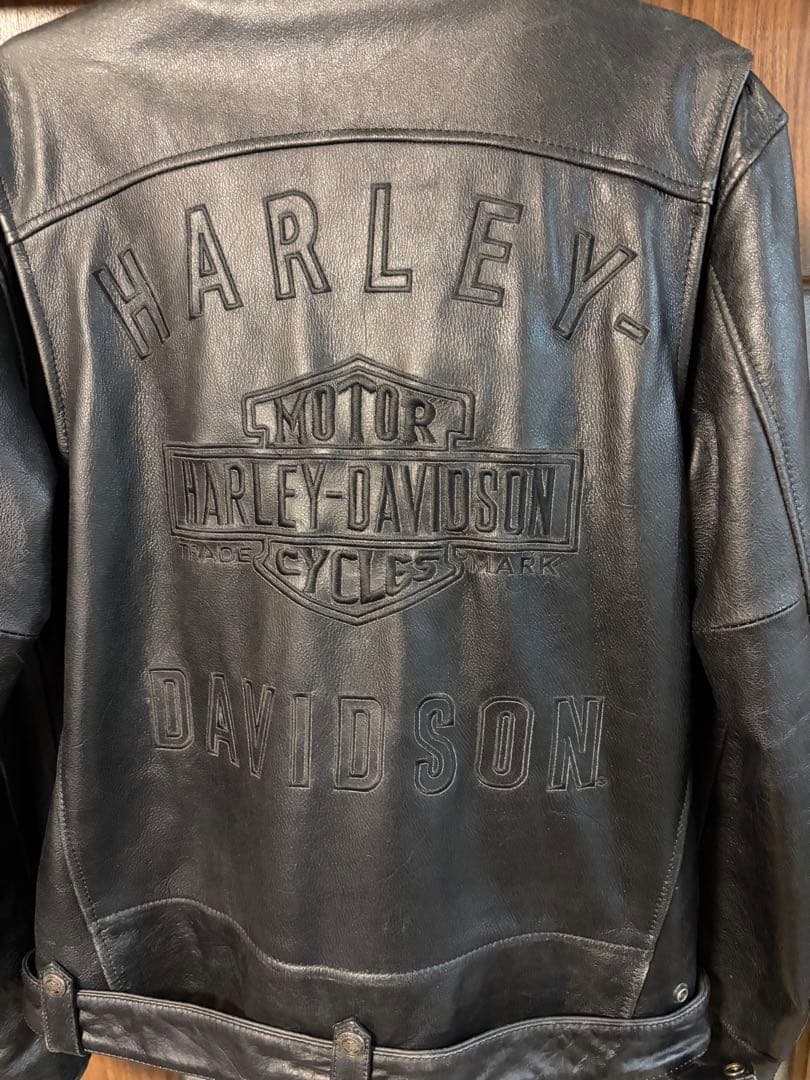 HARLEY-
MOTOR
HARLEY-DAVIDSON
TRADE MARK
CYCLES
DAVIDSON®